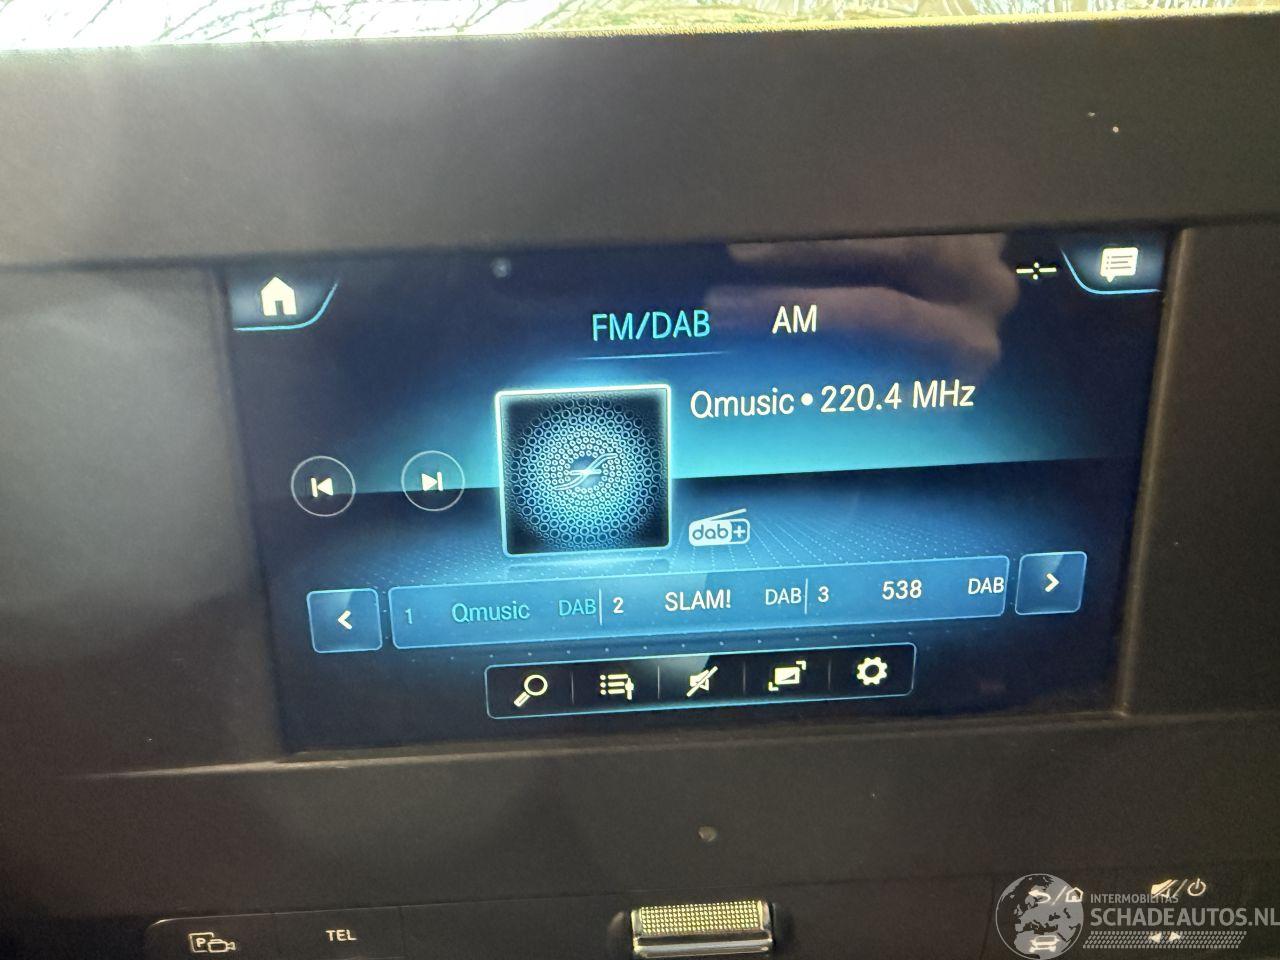 FM/DAB AM
Qmusic • 220.4 MHz
dab+
1 Qmusic DAB 2 SLAM! DAB 3 538 DAB
P TEL
INTERMOBILITAS
SCHADEAUTOS.NL